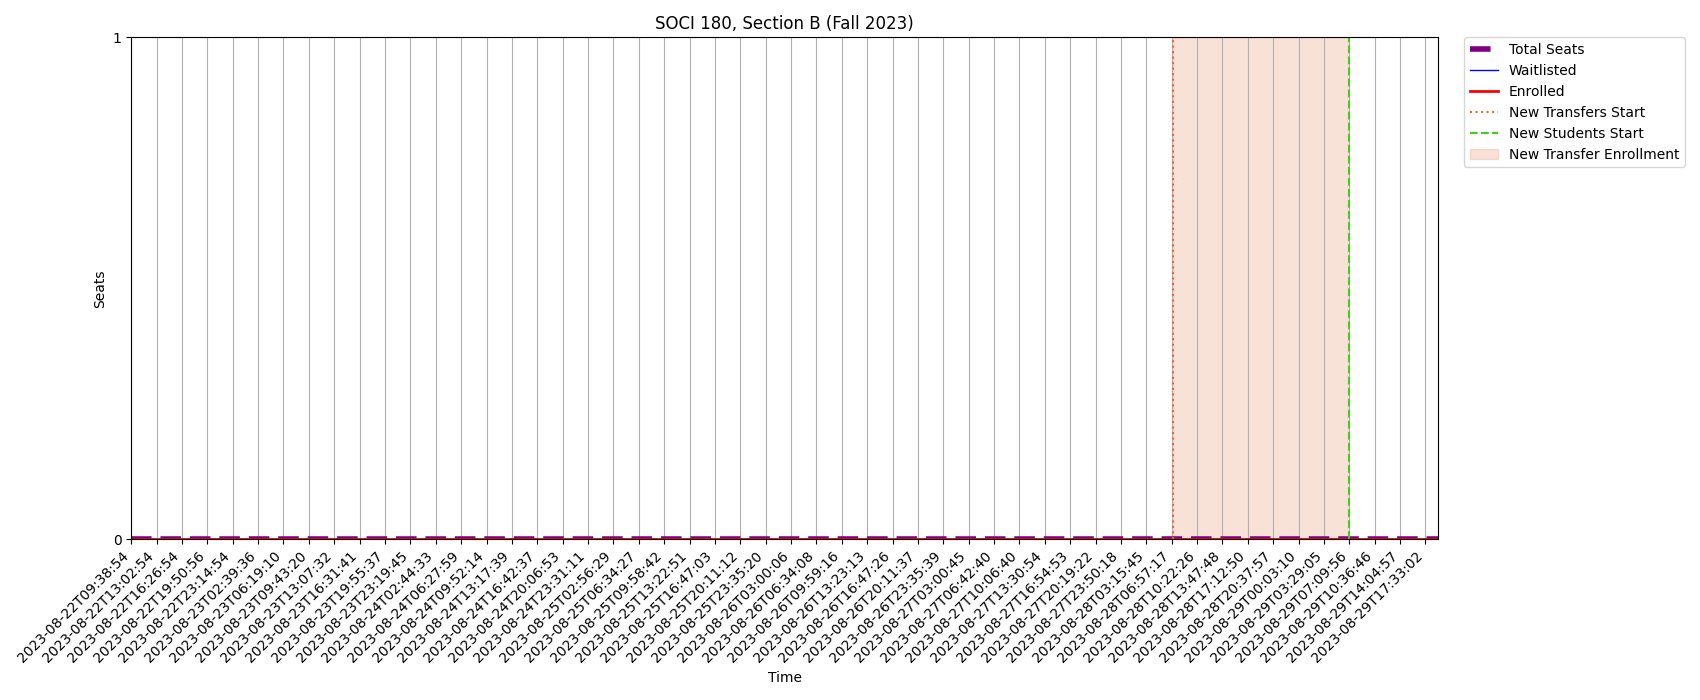 SOCI 180, Section B (Fall 2023)
1
0
Seats
Total Seats
Waitlisted
Enrolled
New Transfers Start
New Students Start
New Transfer Enrollment
2023-08-22T09:38:54
2023-08-22T13:02:54
2023-08-22T16:26:54
2023-08-22T19:50:56
2023-08-22T23:14:54
2023-08-23T02:39:36
2023-08-23T06:19:10
2023-08-23T09:43:20
2023-08-23T13:07:32
2023-08-23T16:31:41
2023-08-23T19:55:37
2023-08-23T23:19:45
2023-08-24T02:44:33
2023-08-24T06:27:59
2023-08-24T09:52:14
2023-08-24T13:17:39
2023-08-24T16:42:37
2023-08-24T20:06:53
2023-08-24T23:31:11
2023-08-25T02:56:29
2023-08-25T06:34:27
2023-08-25T09:58:42
2023-08-25T13:22:51
2023-08-25T16:47:03
2023-08-25T20:11:12
2023-08-25T23:35:20
2023-08-26T03:00:06
2023-08-26T06:34:08
2023-08-26T09:59:16
2023-08-26T13:23:13
2023-08-26T16:47:26
2023-08-26T20:11:37
2023-08-26T23:35:39
2023-08-27T03:00:45
2023-08-27T06:42:40
2023-08-27T10:06:40
2023-08-27T13:30:54
2023-08-27T16:54:53
2023-08-27T20:19:22
2023-08-27T23:50:18
2023-08-28T03:15:45
2023-08-28T06:57:17
2023-08-28T10:22:26
2023-08-28T13:47:48
2023-08-28T17:12:50
2023-08-28T20:37:57
2023-08-29T00:03:10
2023-08-29T03:29:05
2023-08-29T07:09:56
2023-08-29T10:36:46
2023-08-29T14:04:57
2023-08-29T17:33:02
Time